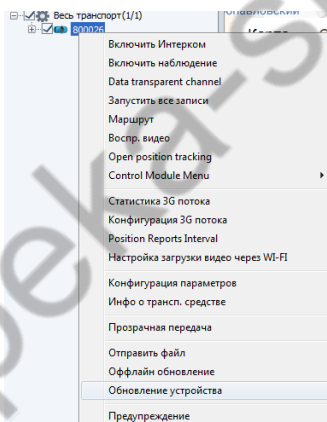 Весь транспорт(1/1)
800026
Включить Интерком
Включить наблюдение
Data transparent channel
Запустить все записи
Маршрут
Воспр. видео
Open position tracking
Control Module Menu
Статистика 3G потока
Конфигурация 3G потока
Position Reports Interval
Настройка загрузки видео через WI-FI
Конфигурация параметров
Инфо о трансп. средстве
Прозрачная передача
Отправить файл
Оффлайн обновление
Обновление устройства
Предупреждение